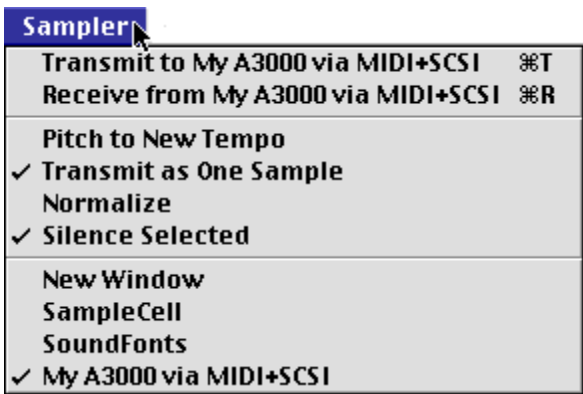 Sampler
Transmit to My A3000 via MIDI+SCSI ⌘T
Receive from My A3000 via MIDI+SCSI ⌘R
Pitch to New Tempo
✓ Transmit as One Sample
Normalize
✓ Silence Selected
New Window
SampleCell
SoundFonts
✓ My A3000 via MIDI+SCSI